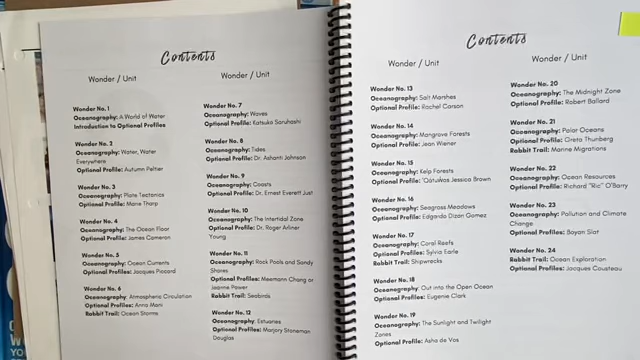 Contents
Wonder / Unit
Wonder No. 1
Oceanography: A World of Water
Introduction to Optional Profiles
Wonder No. 2
Oceanography: Water, Water
Everywhere
Optional Profile: Autumn Peltier
Wonder No. 3
Oceanography: Plate Tectonics
Optional Profile: Marie Tharp
Wonder No. 4
Oceanography: The Ocean Floor
Optional Profile: James Cameron
Wonder No. 5
Oceanography: Ocean Currents
Optional Profile: Jacques Piccard
Wonder No. 6
Oceanography: Atmospheric Circulation
Optional Profiles: Anna Mani
Rabbit Trail: Ocean Storms
Wonder / Unit
Wonder No. 7
Oceanography: Waves
Optional Profile: Katsuko Saruhashi
Wonder No. 8
Oceanography: Tides
Optional Profile: Dr. Ashanti Johnson
Wonder No. 9
Oceanography: Coasts
Optional Profile: Dr. Ernest Everett Just
Wonder No. 10
Oceanography: The Intertidal Zone
Optional Profile: Dr. Roger Arliner
Young
Wonder No. 11
Oceanography: Rock Pools and Sandy
Shores
Optional Profiles: Meemann Chang or
Joanne Power
Rabbit Trail: Seabirds
Wonder No. 12
Oceanography: Estuaries
Optional Profiles: Marjory Stoneman
Douglas
Contents
Wonder / Unit
Wonder No. 13
Oceanography: Salt Marshes
Optional Profile: Rachel Carson
Wonder No. 14
Oceanography: Mangrove Forests
Optional Profile: Jean Wiener
Wonder No. 15
Oceanography: Kelp Forests
Optional Profile: Jessica Brown
Wonder No. 16
Oceanography: Seagrass Meadows
Optional Profile: Edgardo Dizon Gomez
Wonder No. 17
Oceanography: Coral Reefs
Optional Profile: Sylvia Earle
Rabbit Trail: Shipwrecks
Wonder No. 18
Oceanography: Out into the Open Ocean
Optional Profiles: Eugenie Clark
Wonder No. 19
Oceanography: The Sunlight and Twilight
Zones
Optional Profile: Asha de Vos
Wonder / Unit
Wonder No. 20
Oceanography: The Midnight Zone
Optional Profile: Robert Ballard
Wonder No. 21
Oceanography: Polar Oceans
Optional Profile: Greta Thunberg
Rabbit Trail: Marine Migrations
Wonder No. 22
Oceanography: Ocean Resources
Optional Profile: Richard "Ric" O'Barry
Wonder No. 23
Oceanography: Pollution and Climate
Change
Optional Profiles: Boyan Slat
Wonder No. 24
Rabbit Trail: Ocean Exploration
Optional Profiles: Jacques Cousteau